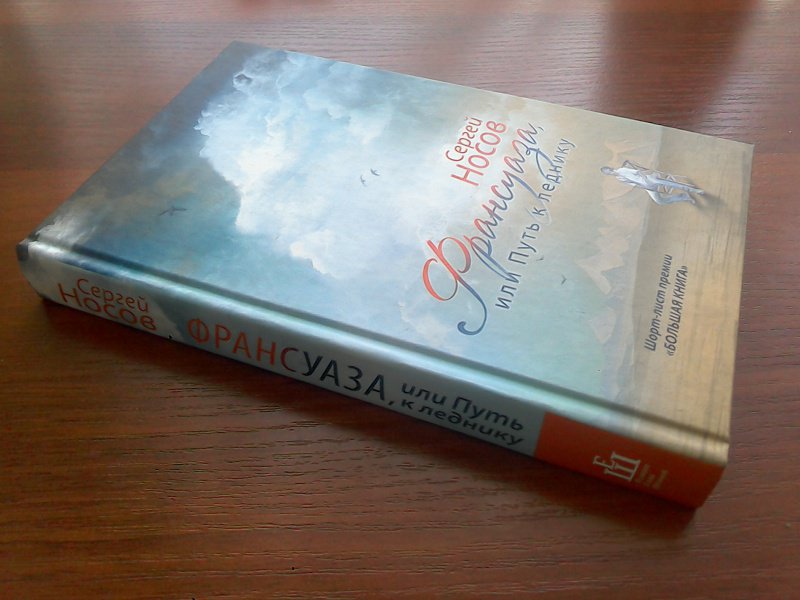 Сергей
НОСОВ
Франсуаза,
или Путь к леднику
Шорт-лист премии
«БОЛЬШАЯ КНИГА»
Сергей
Носов
ФРАНСУАЗА,
или Путь
к леднику